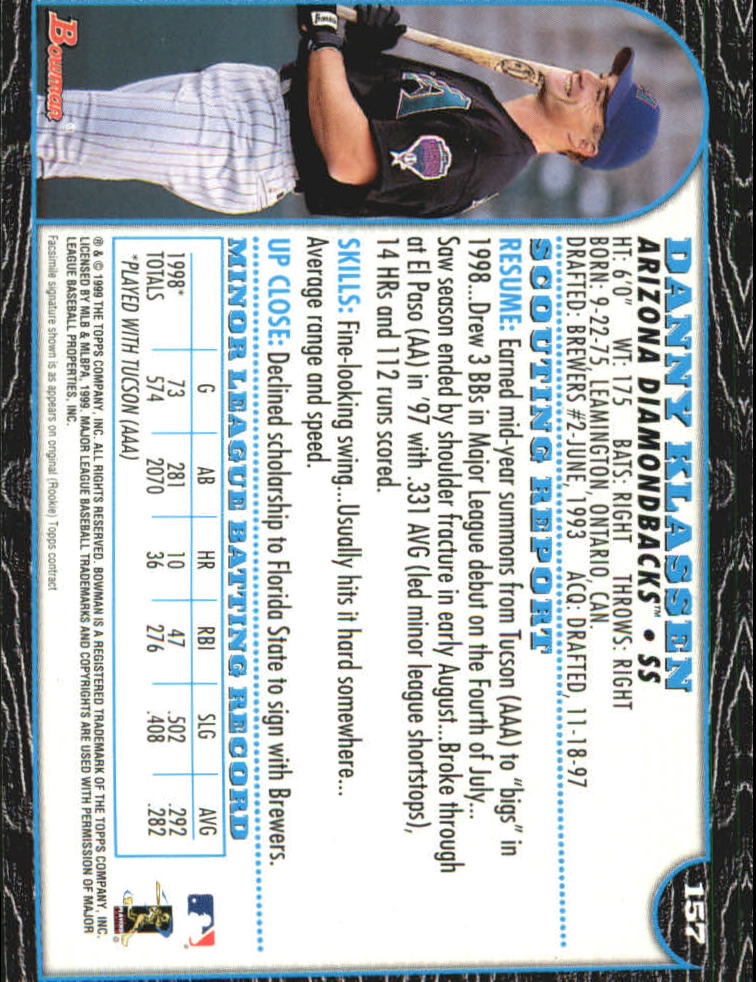 157
DANNY KLASSEN
ARIZONA DIAMONDBACKS™ • SS
HT: 6'0" WT: 175 BATS: RIGHT THROWS: RIGHT
BORN: 9-22-75, LEAMINGTON, ONTARIO, CAN.
DRAFTED: BREWERS #2-JUNE, 1993 ACQ: DRAFTED, 11-18-97
SCOUTING REPORT
RESUME: Earned mid-year summons from Tucson (AAA) to "bigs" in
1998...Drew 3 BBs in Major League debut on the Fourth of July...
Saw season ended by shoulder fracture in early August...Broke through
at El Paso (AA) in '97 with .331 AVG (led minor league shortstops),
14 HRs and 112 runs scored.
SKILLS: Fine-looking swing...Usually hits it hard somewhere...
Average range and speed.
UP CLOSE: Declined scholarship to Florida State to sign with Brewers.
MINOR LEAGUE BATTING RECORD
G AB HR RBI SLG AVG
1998* 73 281 10 47 .502 .292
TOTALS 574 2070 36 276 .408 .282
*PLAYED WITH TUCSON (AAA)
® & © 1999 THE TOPPS COMPANY, INC. ALL RIGHTS RESERVED. BOWMAN IS A REGISTERED TRADEMARK OF THE TOPPS COMPANY, INC.
LICENSED BY MLB & MLBPA, 1999. MAJOR LEAGUE BASEBALL TRADEMARKS AND COPYRIGHTS ARE USED WITH PERMISSION OF MAJOR
LEAGUE BASEBALL PROPERTIES, INC.
Facsimile signature shown is as appears on original (Rookie) Topps contract
Bowman®
A